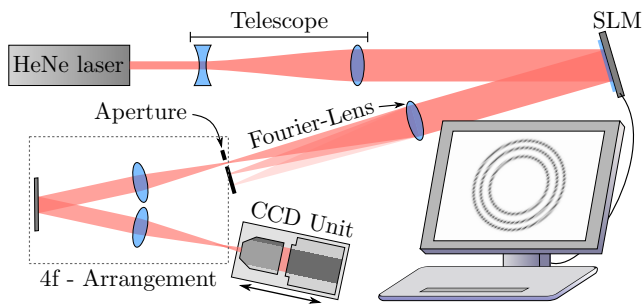 Telescope
SLM
HeNe laser
Aperture
Fourier-Lens
CCD Unit
4f - Arrangement